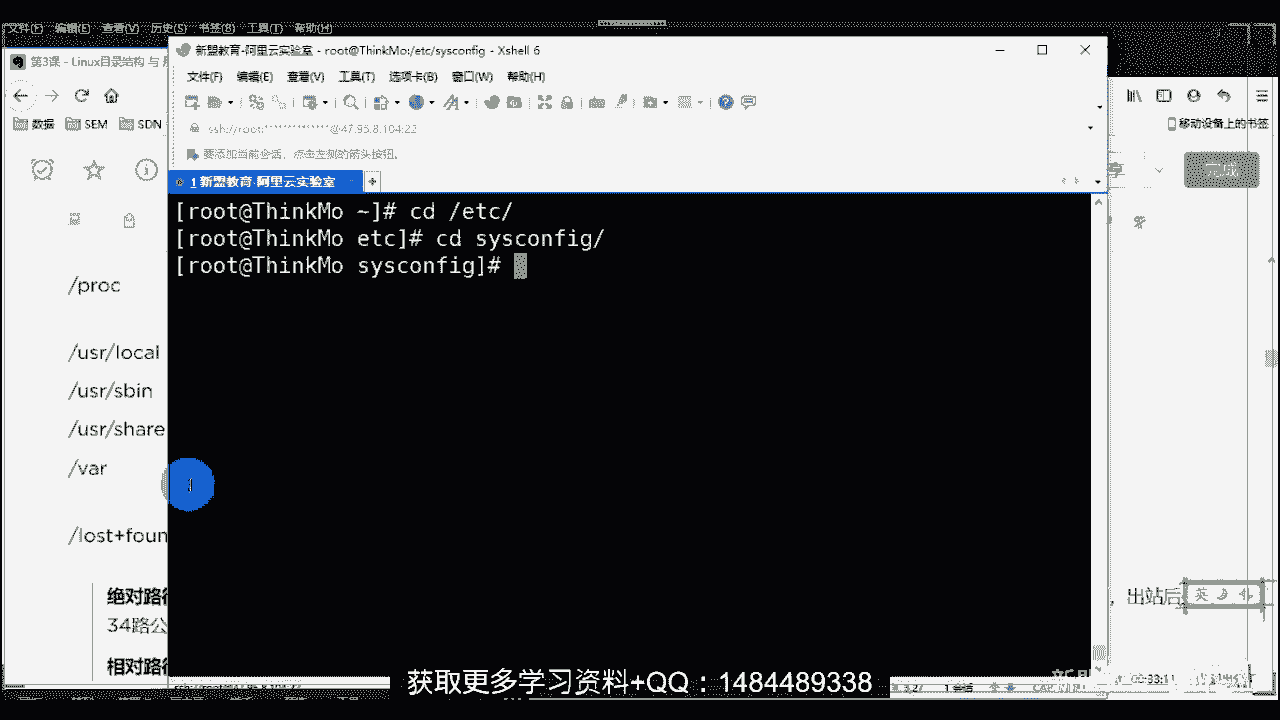 文件(F) 编辑(E) 查看(V) 历史(S) 书签(B) 工具(T) 帮助(H)
新盟教育-阿里云实验室 - root@ThinkMo:/etc/sysconfig - Xshell 6
第3课 - Linux目录结构 与
文件(F) 编辑(E) 查看(V) 工具(T) 选项卡(B) 窗口(W) 帮助(H)
数据 SEM SDN
移动设备上的书签
ssh://root:**************@47.95.8.104:22
要添加当前会话，点击左侧的箭头按钮。
1 新盟教育-阿里云实验室
完成
[root@ThinkMo ~]# cd /etc/
[root@ThinkMo etc]# cd sysconfig/
[root@ThinkMo sysconfig]#
/proc
/usr/local
/usr/sbin
/usr/share
/var
/lost+foun
绝对路径
，出站后
英
34路公
相对路径
获取更多学习资料+QQ：1484489338